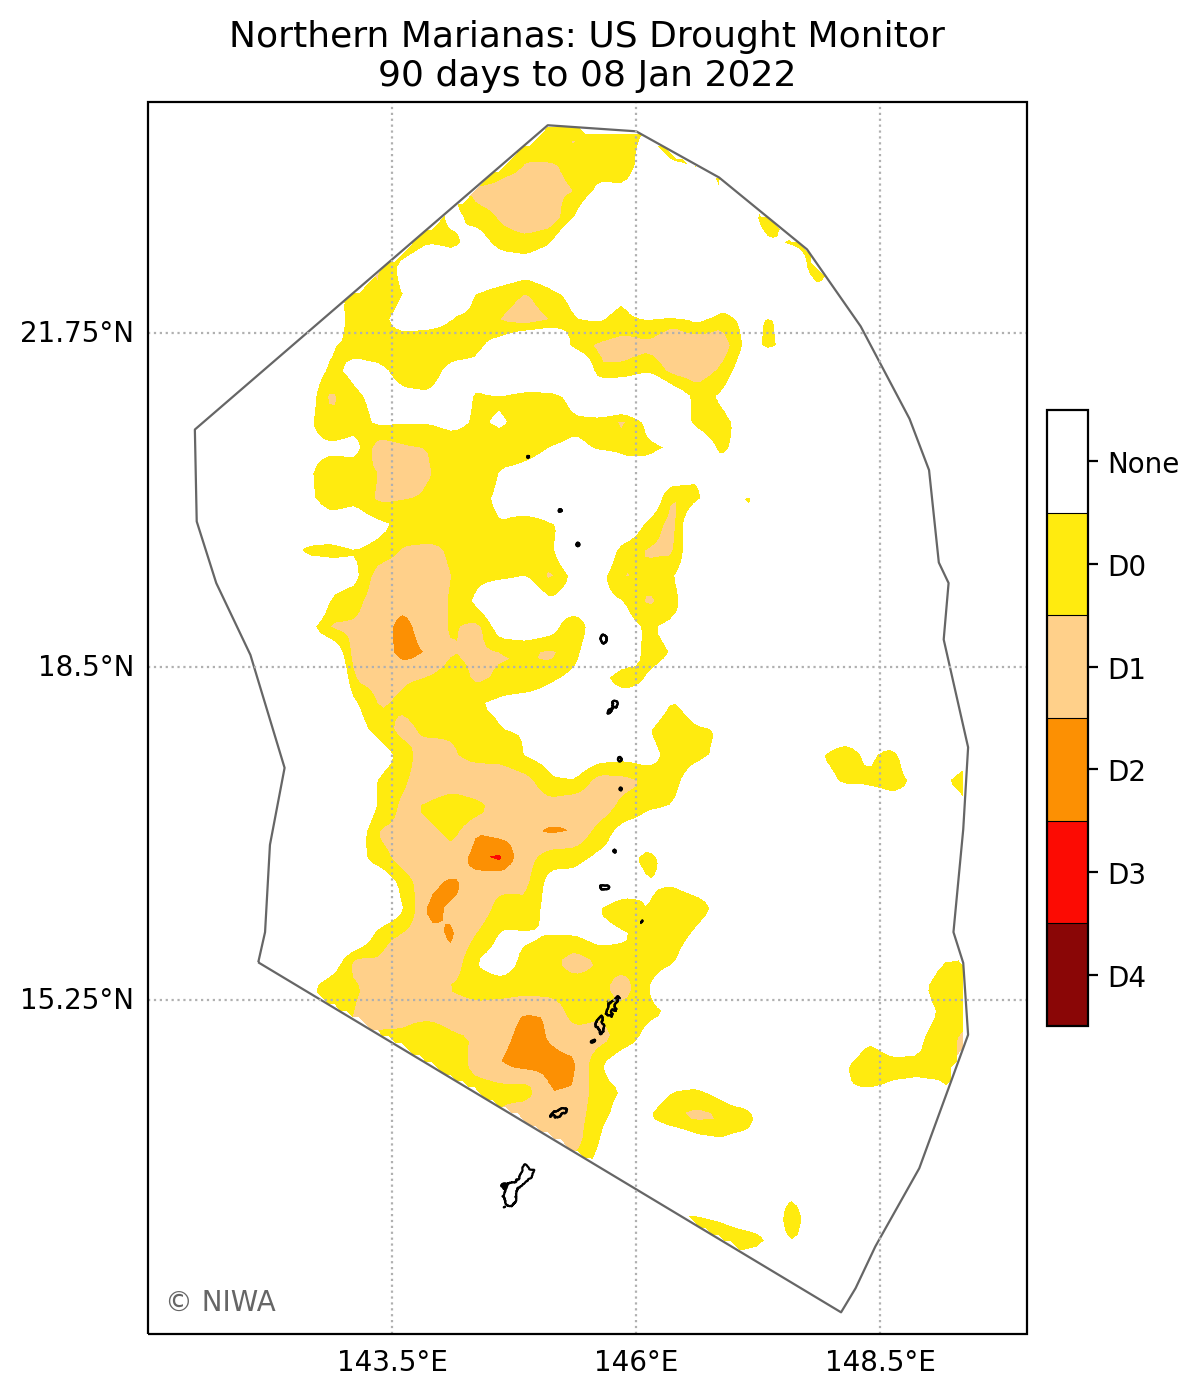 Northern Marianas: US Drought Monitor
90 days to 08 Jan 2022
21.75°N
18.5°N
15.25°N
143.5°E
146°E
148.5°E
None
D0
D1
D2
D3
D4
© NIWA